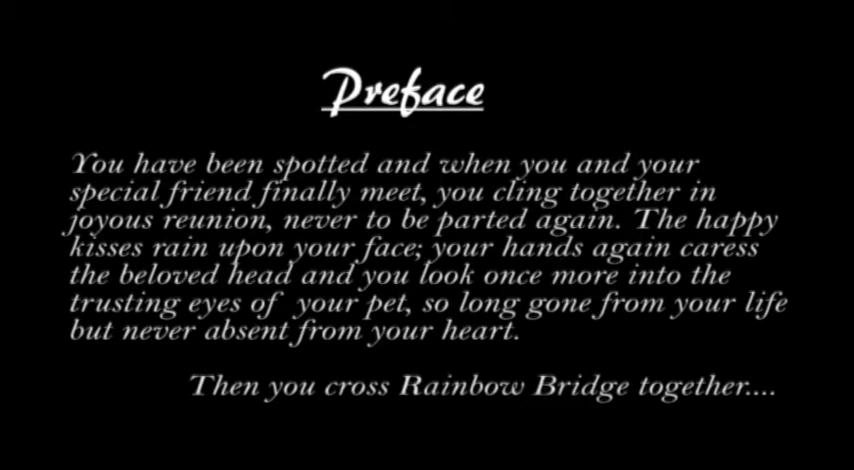 Preface
You have been spotted and when you and your
special friend finally meet, you cling together in
joyous reunion, never to be parted again. The happy
kisses rain upon your face; your hands again caress
the beloved head and you look once more into the
trusting eyes of your pet, so long gone from your life
but never absent from your heart.
Then you cross Rainbow Bridge together....